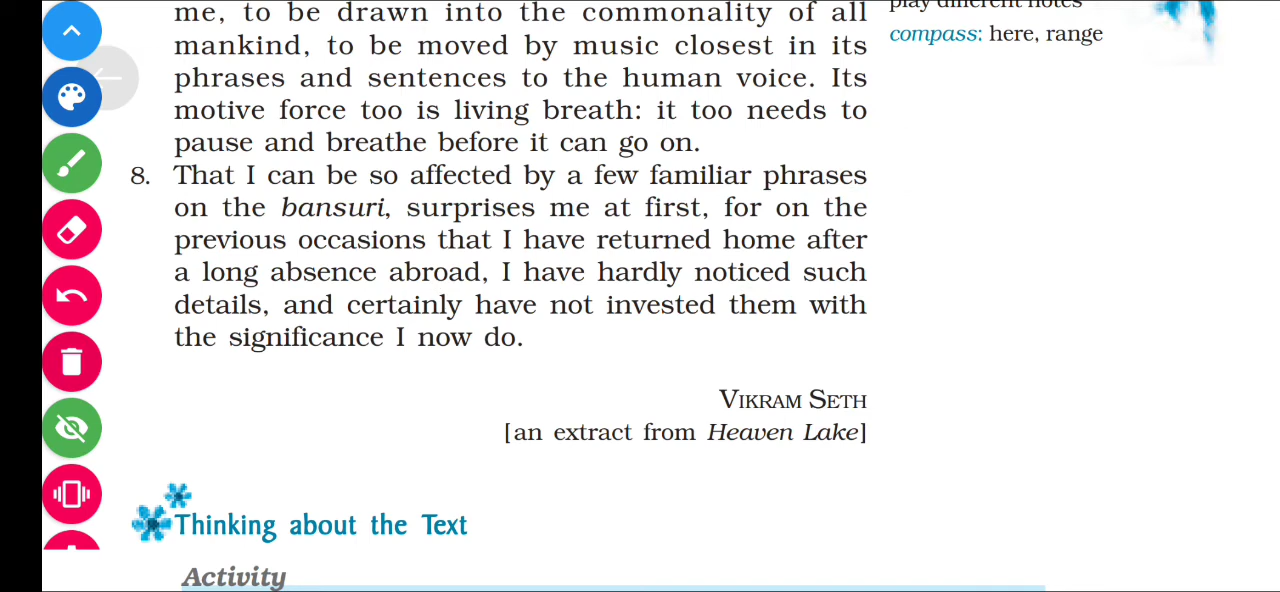 me, to be drawn into the commonality of all
mankind, to be moved by music closest in its
phrases and sentences to the human voice. Its
motive force too is living breath: it too needs to
pause and breathe before it can go on.
8. That I can be so affected by a few familiar phrases
on the bansuri, surprises me at first, for on the
previous occasions that I have returned home after
a long absence abroad, I have hardly noticed such
details, and certainly have not invested them with
the significance I now do.
VIKRAM SETH
[an extract from Heaven Lake]
play different notes
compass: here, range
Thinking about the Text
Activity